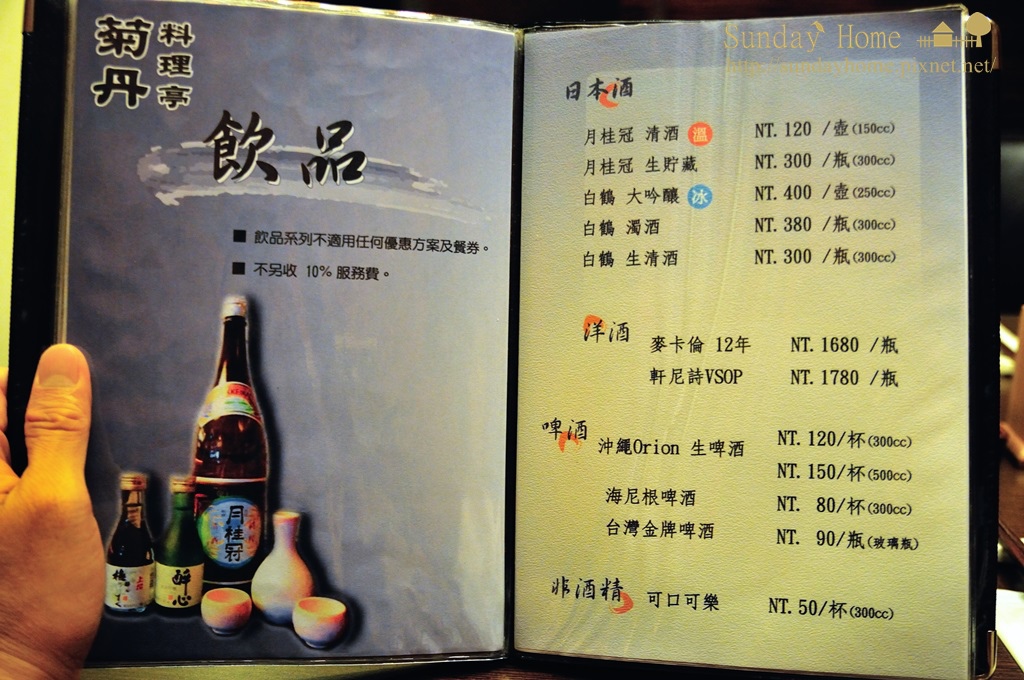 菊丹
料理亭
飲品
■ 飲品系列不適用任何優惠方案及餐券。
■ 不另收 10% 服務費。
月桂冠
醉心
Sunday Home
日本酒
月桂冠 清酒 溫 NT. 120 /壺(150cc)
月桂冠 生貯藏 NT. 300 /瓶(300cc)
白鶴 大吟釀 冰 NT. 400 /壺(250cc)
白鶴 濁酒 NT. 380 /瓶(300cc)
白鶴 生清酒 NT. 300 /瓶(300cc)
洋酒
麥卡倫 12年 NT. 1680 /瓶
軒尼詩VSOP NT. 1780 /瓶
啤酒
沖繩Orion 生啤酒 NT. 120/杯(300cc)
NT. 150/杯(500cc)
海尼根啤酒 NT. 80/杯(300cc)
台灣金牌啤酒 NT. 90/瓶(玻璃瓶)
非酒精
可口可樂 NT. 50/杯(300cc)